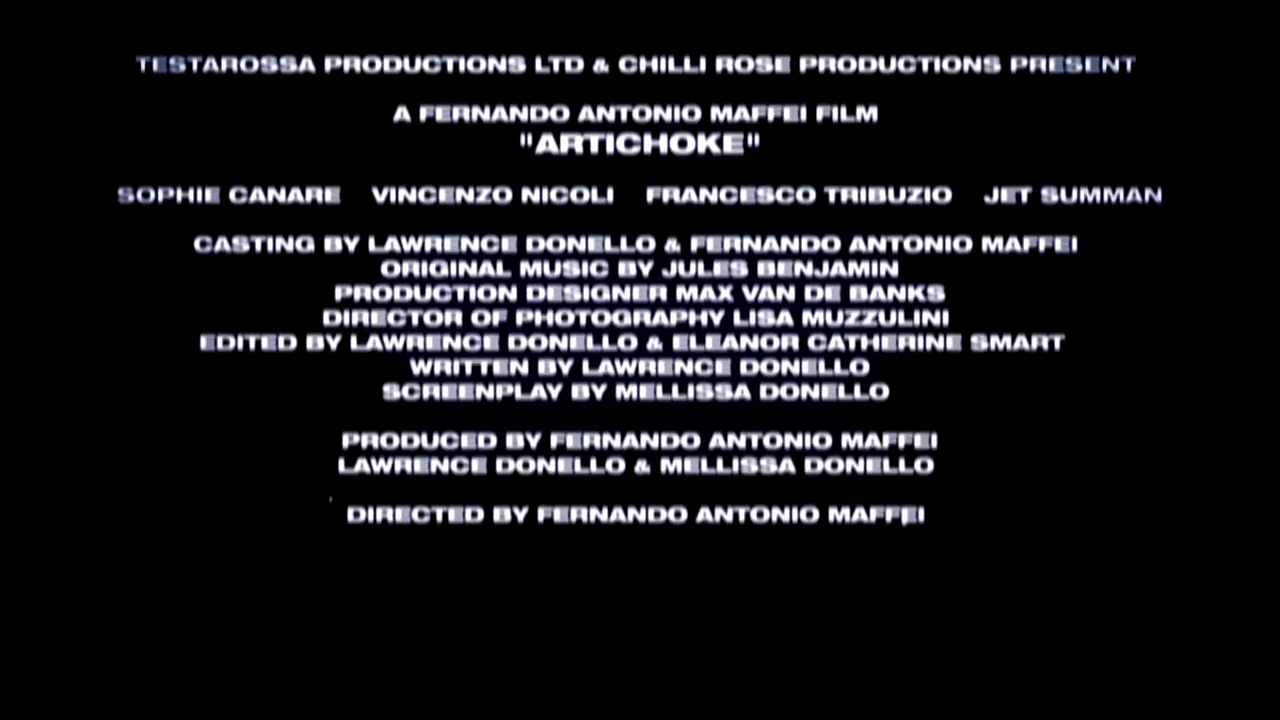 TESTAROSSA PRODUCTIONS LTD & CHILLI ROSE PRODUCTIONS PRESENT
A FERNANDO ANTONIO MAFFEI FILM
"ARTICHOKE"
SOPHIE CANARE VINCENZO NICOLI FRANCESCO TRIBUZIO JET SUMMAN
CASTING BY LAWRENCE DONELLO & FERNANDO ANTONIO MAFFEI
ORIGINAL MUSIC BY JULES BENJAMIN
PRODUCTION DESIGNER MAX VAN DE BANKS
DIRECTOR OF PHOTOGRAPHY LISA MUZZULINI
EDITED BY LAWRENCE DONELLO & ELEANOR CATHERINE SMART
WRITTEN BY LAWRENCE DONELLO
SCREENPLAY BY MELLISSA DONELLO
PRODUCED BY FERNANDO ANTONIO MAFFEI
LAWRENCE DONELLO & MELLISSA DONELLO
DIRECTED BY FERNANDO ANTONIO MAFFEI